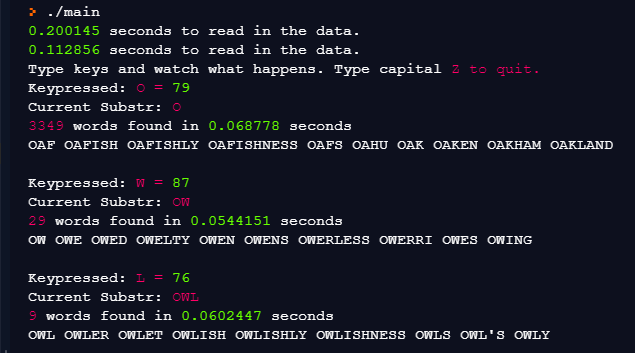 > ./main
0.200145 seconds to read in the data.
0.112856 seconds to read in the data.
Type keys and watch what happens. Type capital Z to quit.
Keypressed: O = 79
Current Substr: O
3349 words found in 0.068778 seconds
OAF OAFISH OAFISHLY OAFISHNESS OAFS OAHU OAK OAKEN OAKHAM OAKLAND
Keypressed: W = 87
Current Substr: OW
29 words found in 0.0544151 seconds
OW OWE OWED OWELTY OWEN OWENS OWERLESS OWERRI OWES OWING
Keypressed: L = 76
Current Substr: OWL
9 words found in 0.0602447 seconds
OWL OWLER OWLET OWLISH OWLISHLY OWLISHNESS OWLS OWL'S OWLY